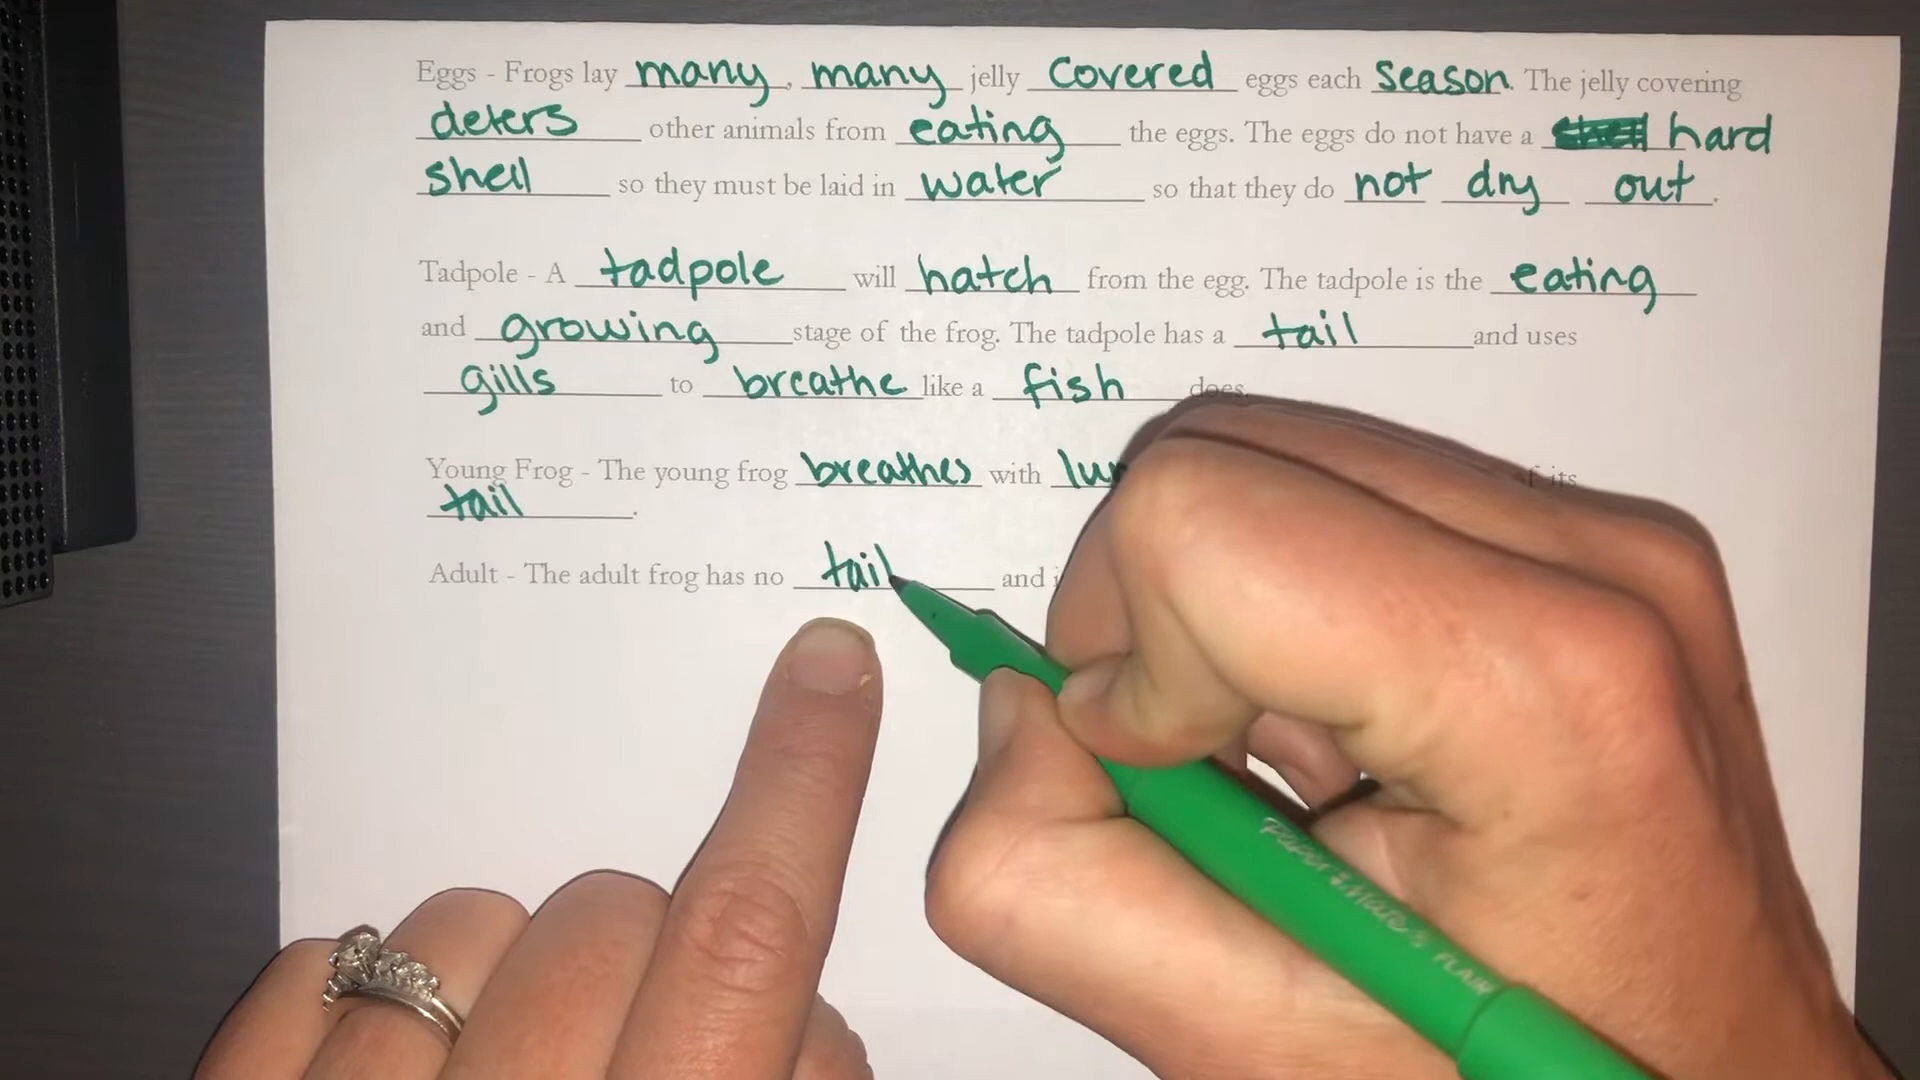 Eggs - Frogs lay many, many jelly covered eggs each season. The jelly covering
deters other animals from eating the eggs. The eggs do not have a hard
shell so they must be laid in water so that they do not dry out.
Tadpole - A tadpole will hatch from the egg. The tadpole is the eating
and growing stage of the frog. The tadpole has a tail and uses
gills to breathe like a fish does.
Young Frog - The young frog breathes with its
tail.
Adult - The adult frog has no tail and
Paper Mate's FLAIR